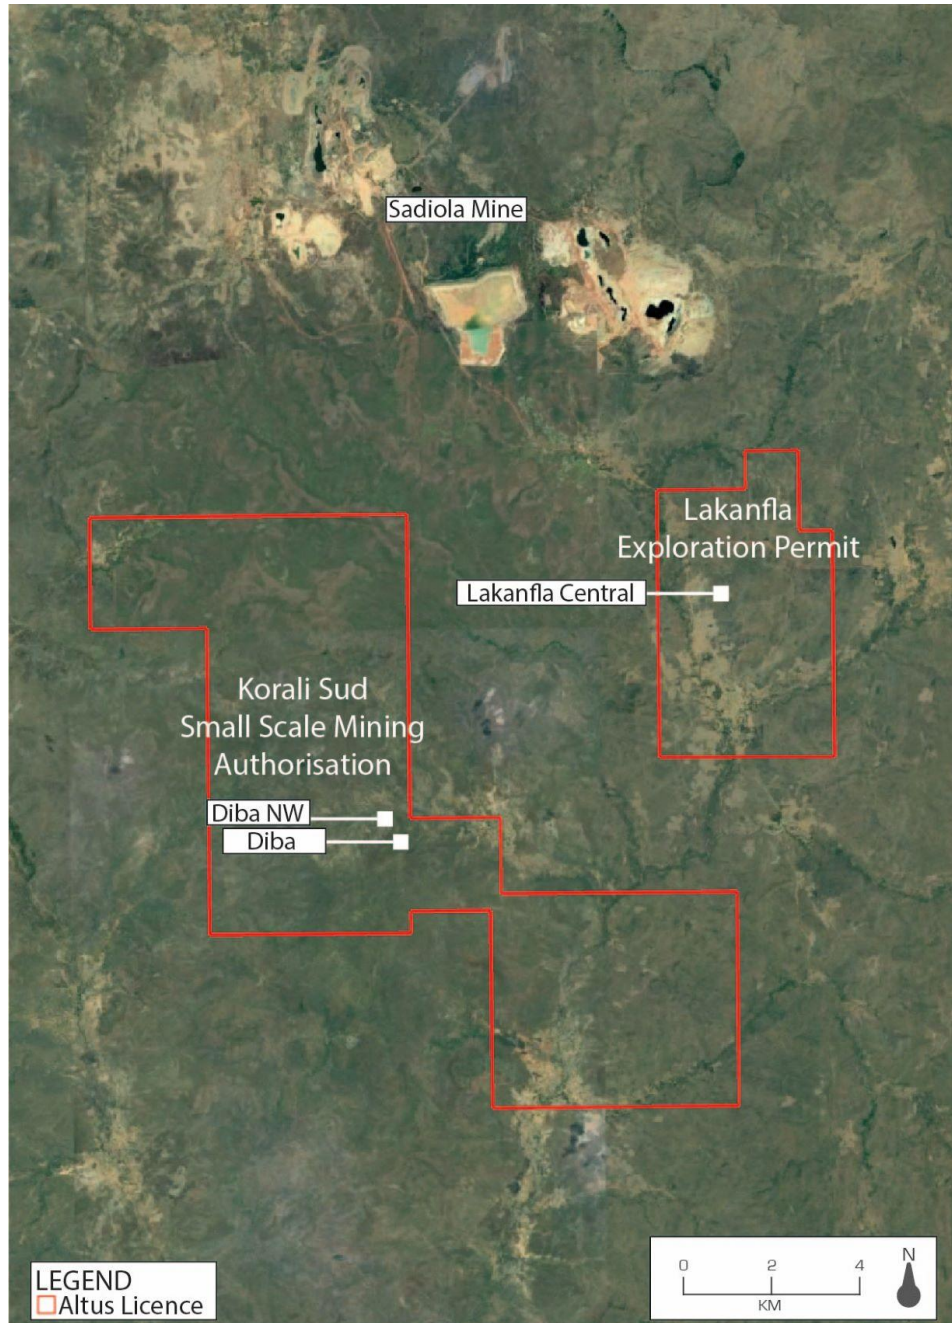 Sadiola Mine
Lakanfla
Exploration Permit
Lakanfla Central
Korali Sud
Small Scale Mining
Authorisation
Diba NW
Diba
LEGEND
Altus Licence
0 2 4
KM
N